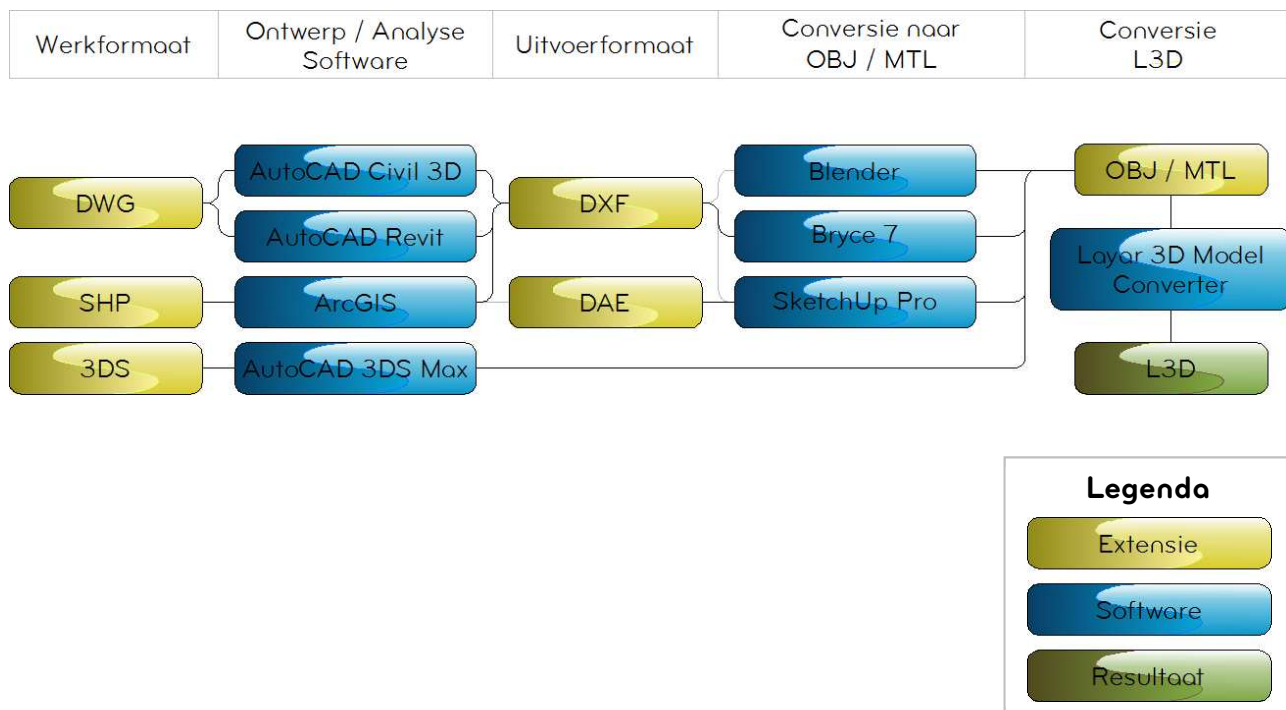 Werkformaat
Ontwerp / Analyse
Software
Uitvoerformaat
Conversie naar
OBJ / MTL
Conversie
L3D
DWG
SHP
3DS
AutoCAD Civil 3D
AutoCAD Revit
ArcGIS
AutoCAD 3DS Max
DXF
DAE
Blender
Bryce 7
SketchUp Pro
OBJ / MTL
Layar 3D Model
Converter
L3D
Legenda
Extensie
Software
Resultaat